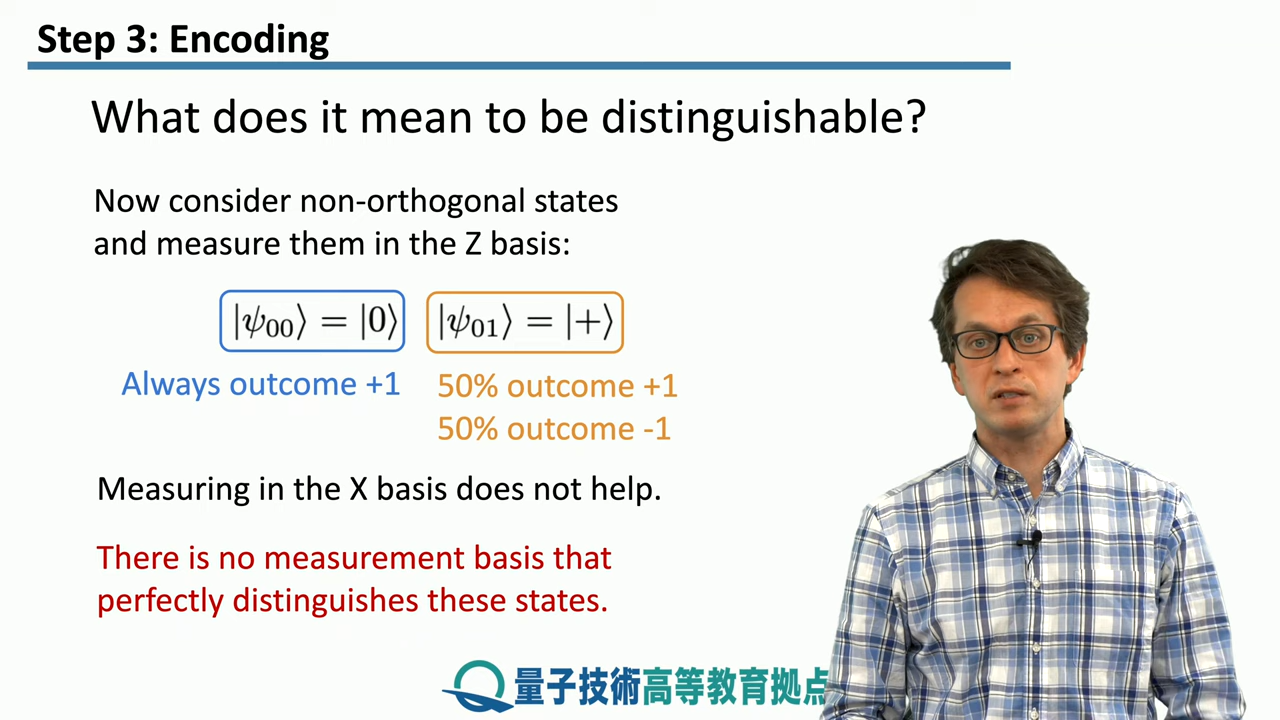 Step 3: Encoding
What does it mean to be distinguishable?
Now consider non-orthogonal states
and measure them in the Z basis:
|ψ₀₀⟩ = |0⟩ |ψ₀₁⟩ = |+⟩
Always outcome +1 50% outcome +1
50% outcome -1
Measuring in the X basis does not help.
There is no measurement basis that
perfectly distinguishes these states.
量子技術高等教育拠点